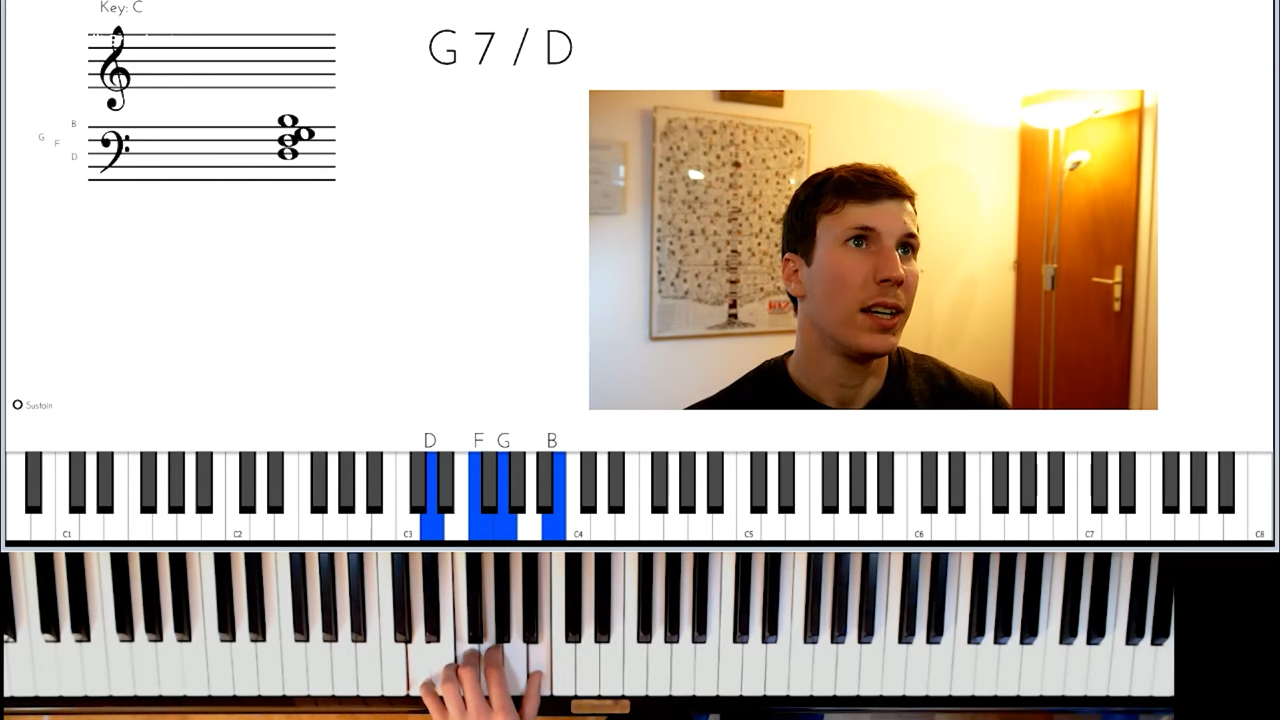 Key: C
G 7 / D
B
G
F
D
Sustain
D F G B
C1 C2 C3 C4 C5 C6 C7 C8